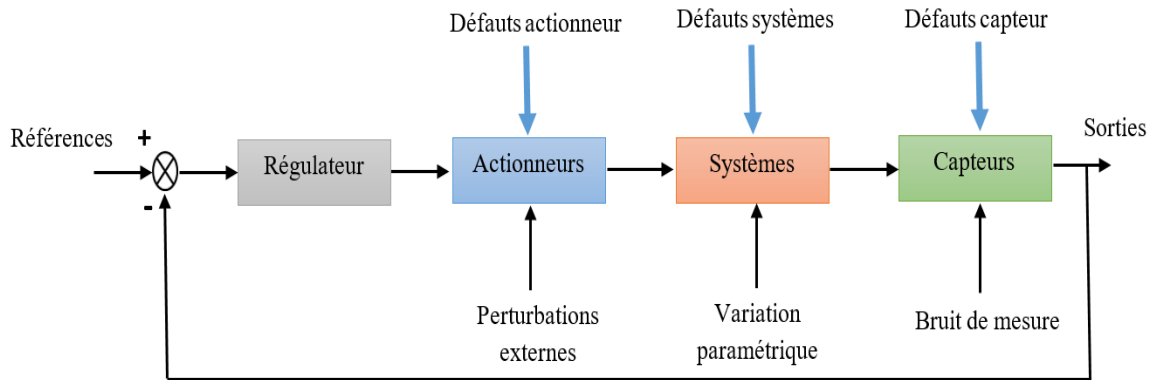 Défauts actionneur
Défauts systèmes
Défauts capteur
Références
+
-
Régulateur
Actionneurs
Systèmes
Capteurs
Sorties
Perturbations
externes
Variation
paramétrique
Bruit de mesure